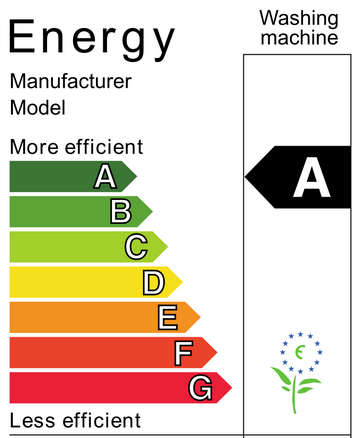 Energy
Washing
machine
Manufacturer
Model
More efficient
A
A
B
C
D
E
F
G
Less efficient